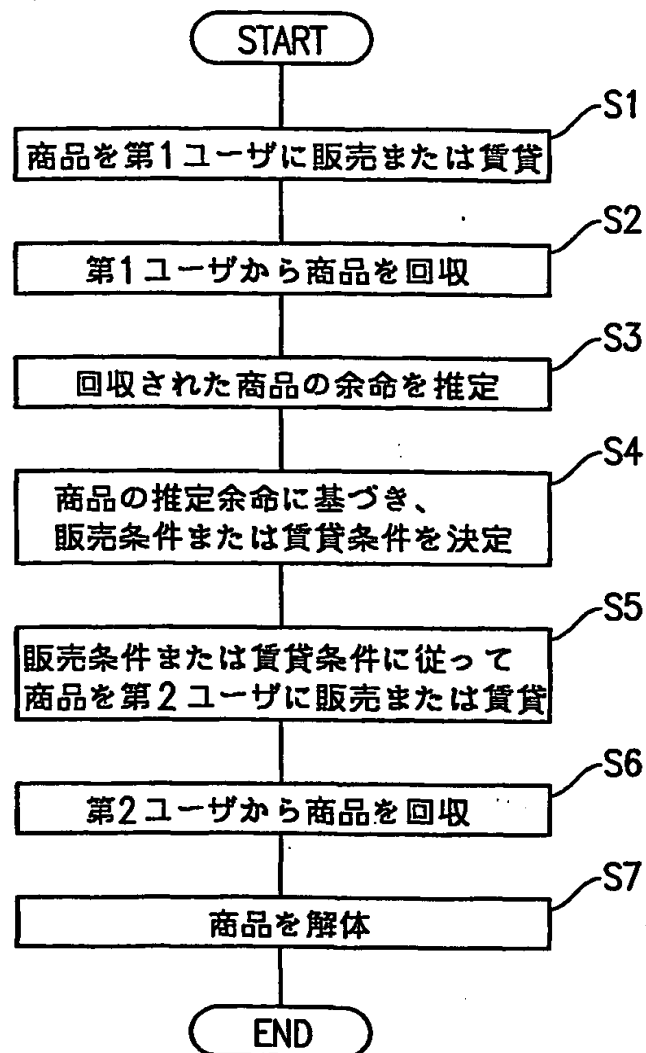 START
S1
商品を第1ユーザに販売または賃貸
S2
第1ユーザから商品を回収
S3
回収された商品の余命を推定
S4
商品の推定余命に基づき、
販売条件または賃貸条件を決定
S5
販売条件または賃貸条件に従って
商品を第2ユーザに販売または賃貸
S6
第2ユーザから商品を回収
S7
商品を解体
END